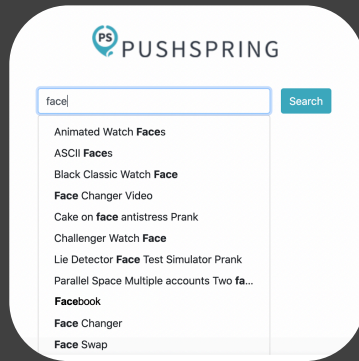 PS PUSHSPRING
face
Search
Animated Watch Faces
ASCII Faces
Black Classic Watch Face
Face Changer Video
Cake on face antistress Prank
Challenger Watch Face
Lie Detector Face Test Simulator Prank
Parallel Space Multiple accounts Two fa...
Facebook
Face Changer
Face Swap